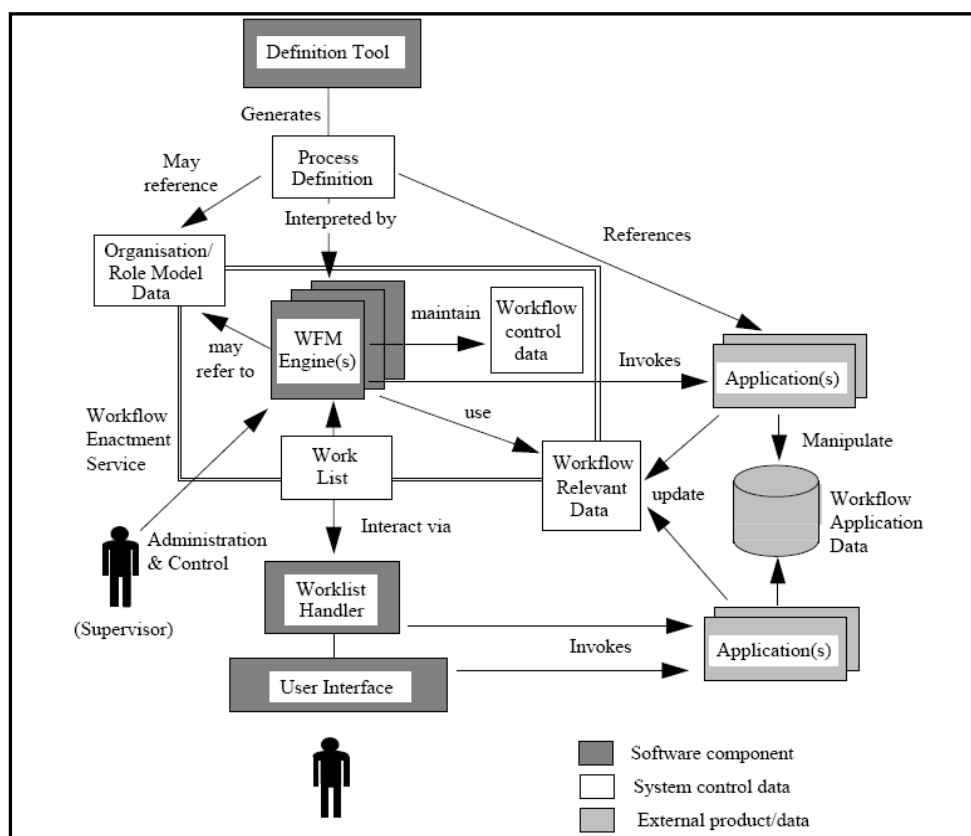 Definition Tool
Generates
Process
Definition
May
reference
Interpreted by
References
Organisation/
Role Model
Data
WFM
Engine(s)
maintain
Workflow
control
data
may
refer to
Invokes
Application(s)
use
Workflow
Enactment
Service
Work
List
Workflow
Relevant
Data
Manipulate
update
Workflow
Application
Data
Interact via
Administration
& Control
(Supervisor)
Worklist
Handler
Invokes
Application(s)
User Interface
Software component
System control data
External product/data